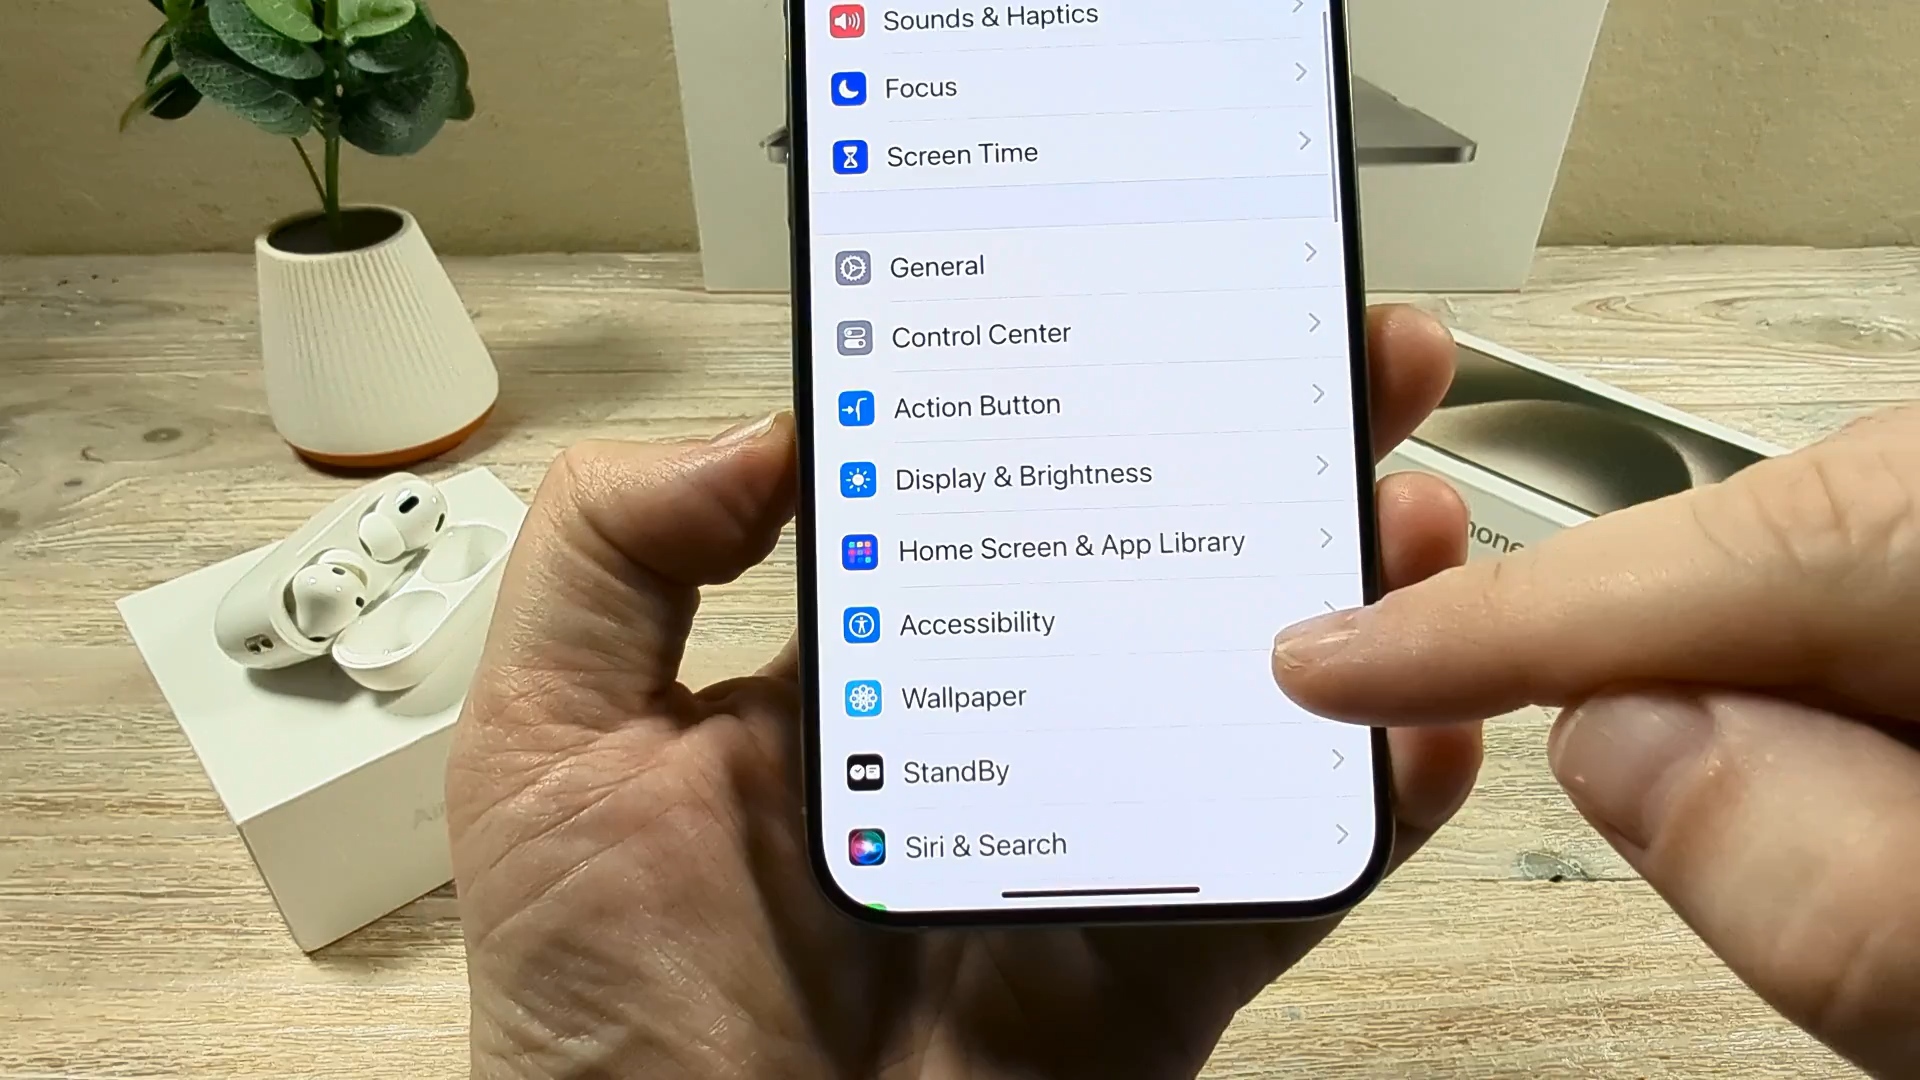 Sounds & Haptics
Focus
Screen Time
General
Control Center
Action Button
Display & Brightness
Home Screen & App Library
Accessibility
Wallpaper
StandBy
Siri & Search